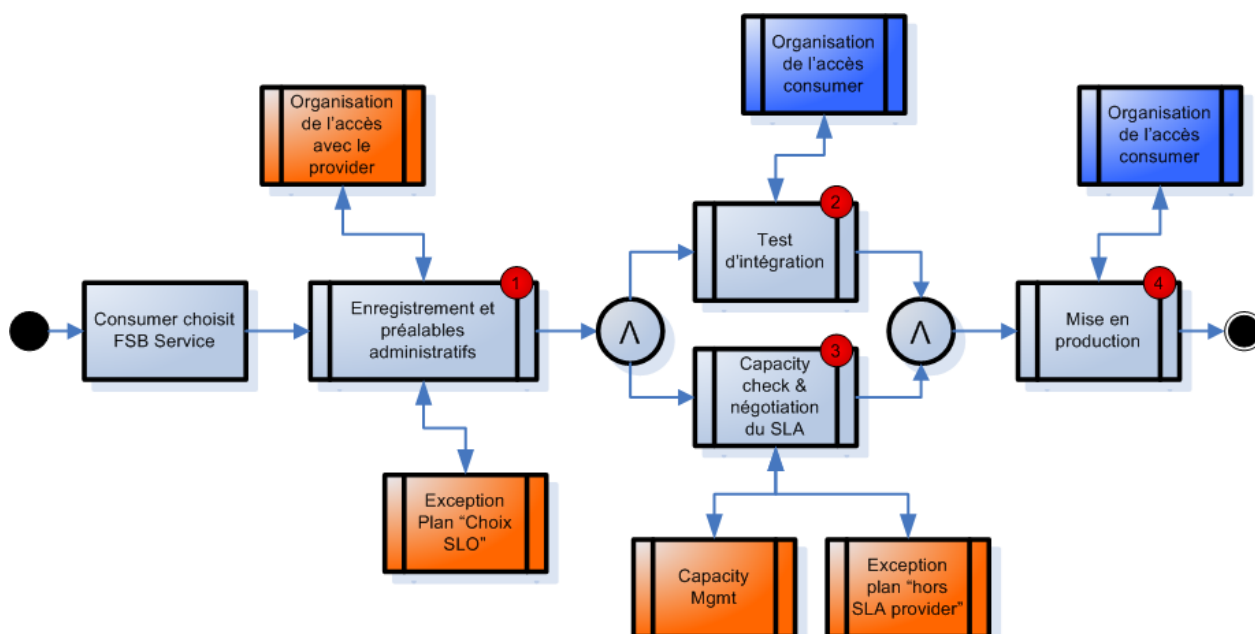 Organisation
de l'accès
consumer
Organisation
de l'accès
avec le
provider
Organisation
de l'accès
consumer
2
Test
d'intégration
1
Enregistrement et
préalables
administratifs
4
Mise en
production
Consumer choisit
FSB Service
Λ
Λ
3
Capacity
check &
négotiation
du SLA
Exception
Plan “Choix
SLO”
Capacity
Mgmt
Exception
plan “hors
SLA provider”